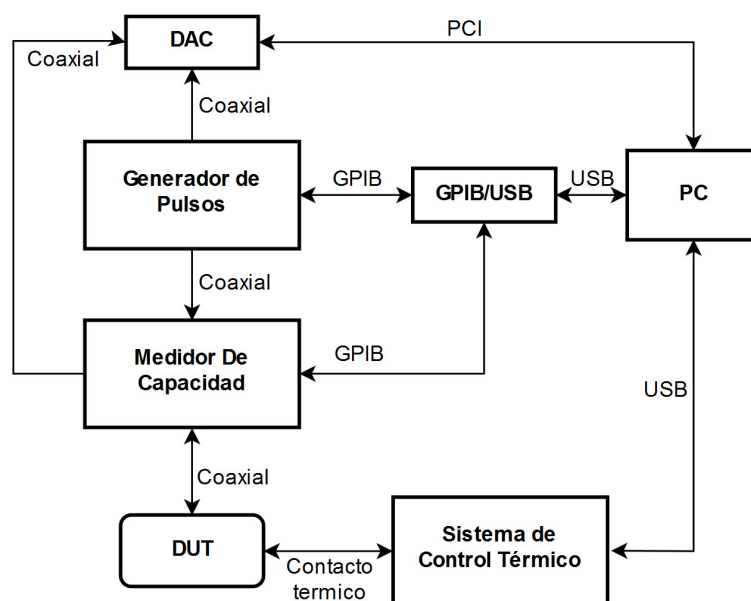 DAC
PCI
Coaxial
Coaxial
Generador de
Pulsos
GPIB
GPIB/USB
USB
PC
Coaxial
Medidor De
Capacidad
GPIB
USB
Coaxial
DUT
Contacto
termico
Sistema de
Control Térmico